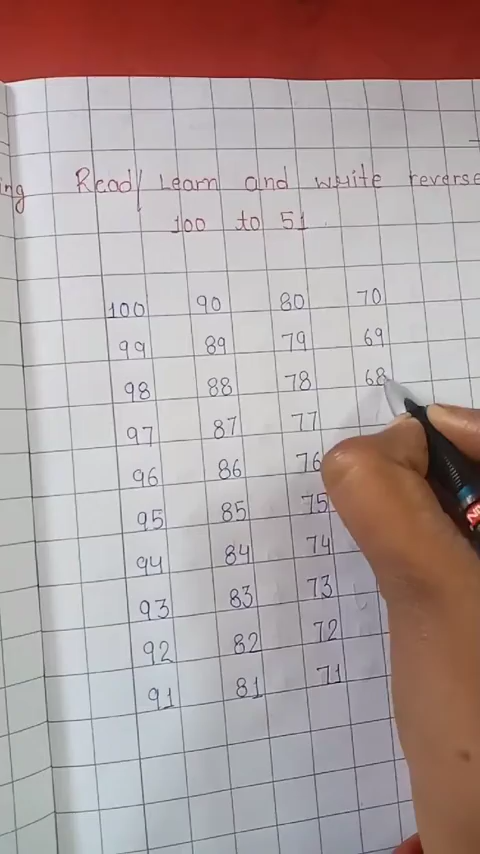 ing Read/ Learn and write reverse
100 to 51
100 90 80 70
99 89 79 69
98 88 78 68
97 87 77
96 86 76
95 85 75
94 84 74
93 83 73
92 82 72
91 81 71